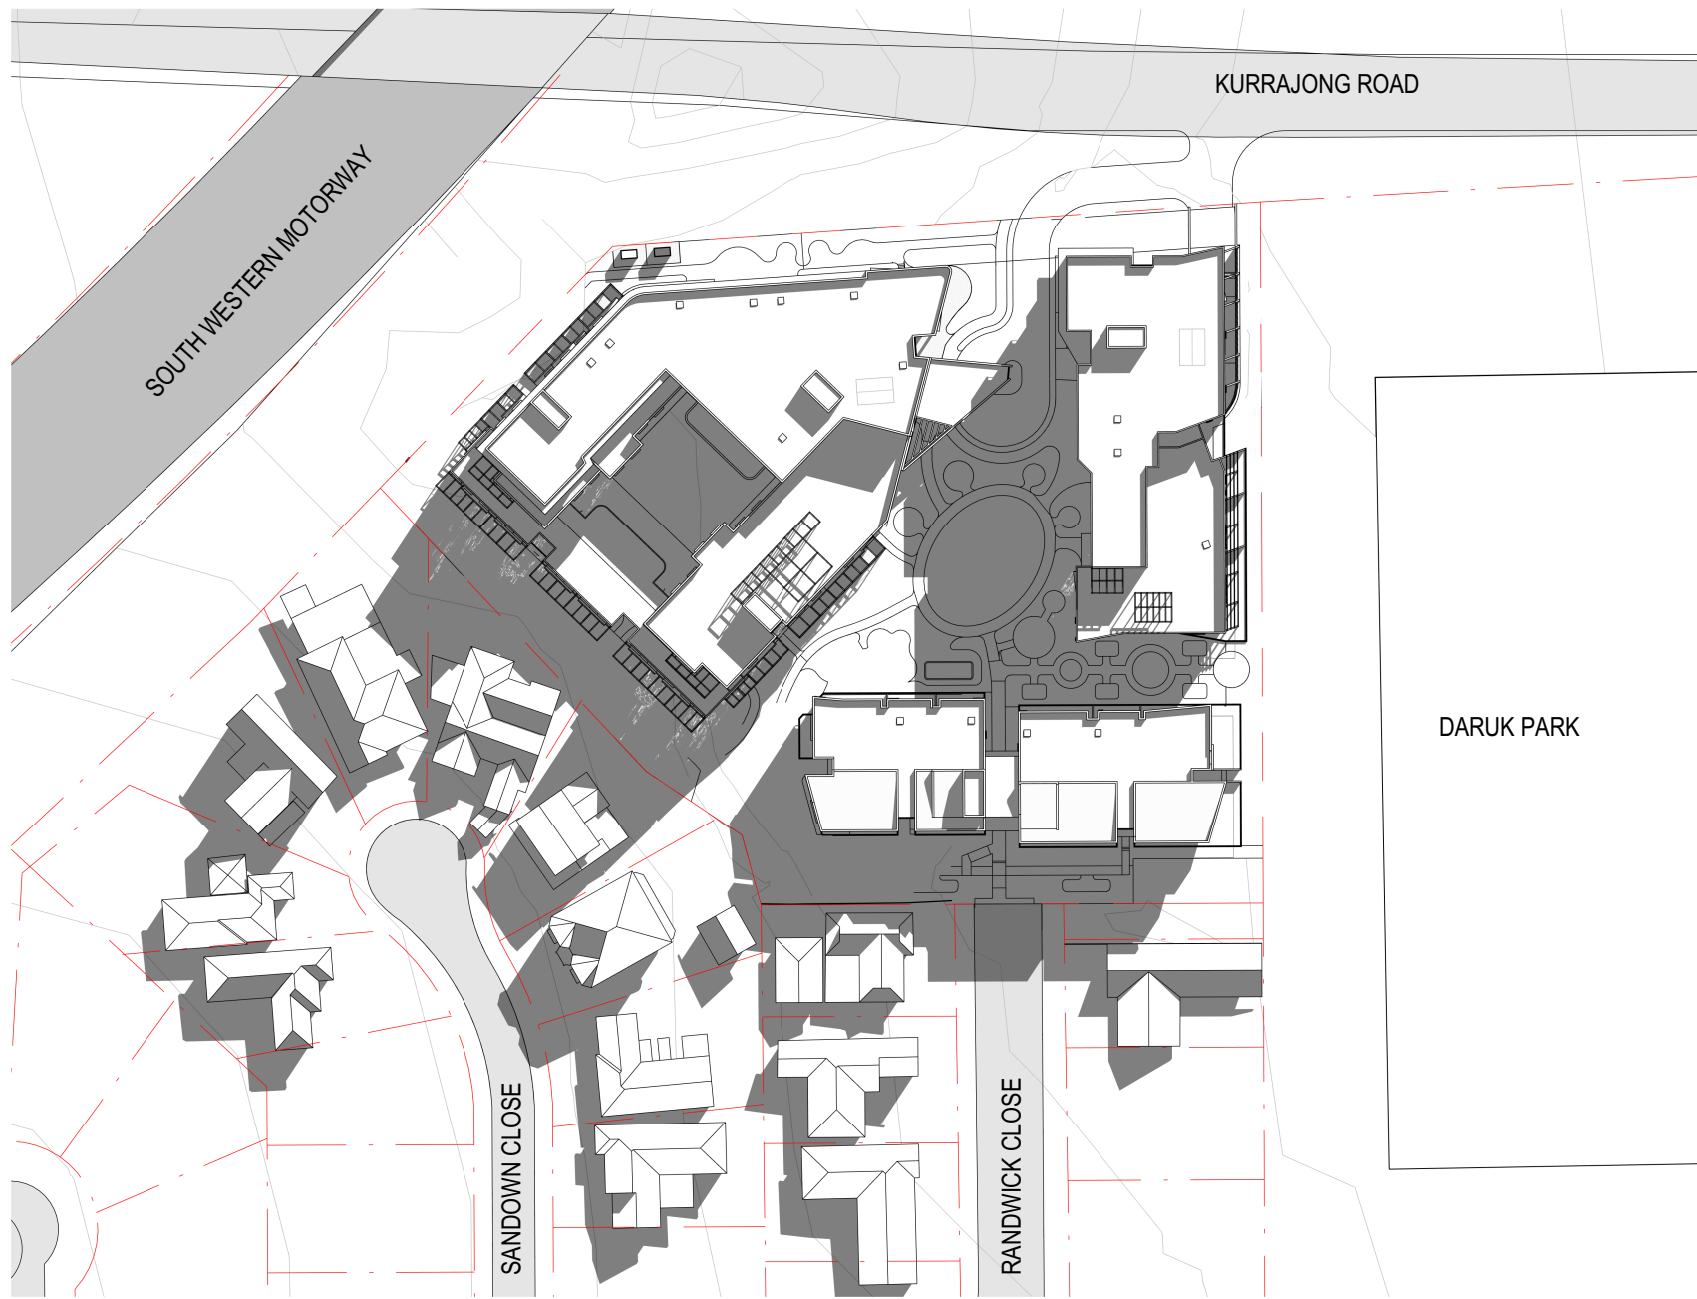 KURRAJONG ROAD
SOUTH WESTERN MOTORWAY
DARUK PARK
SANDOWN CLOSE
RANDWICK CLOSE